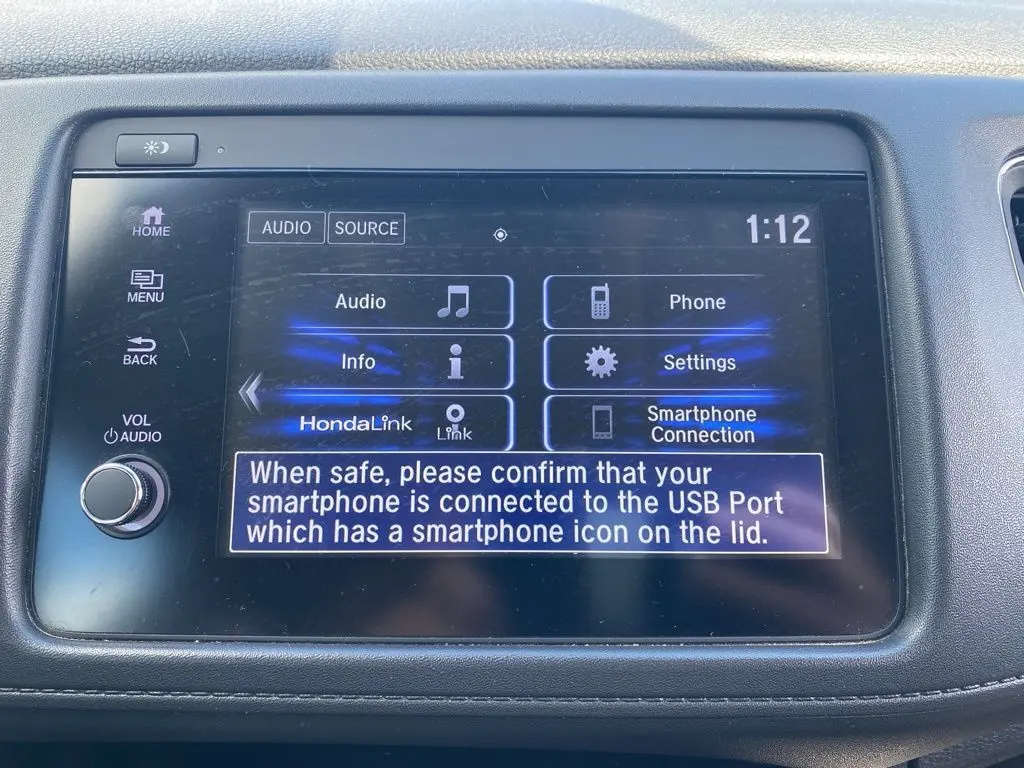 HOME
MENU
BACK
VOL
AUDIO
AUDIO SOURCE
1:12
Audio
Phone
Info
Settings
HondaLink
Link
Smartphone
Connection
When safe, please confirm that your
smartphone is connected to the USB Port
which has a smartphone icon on the lid.